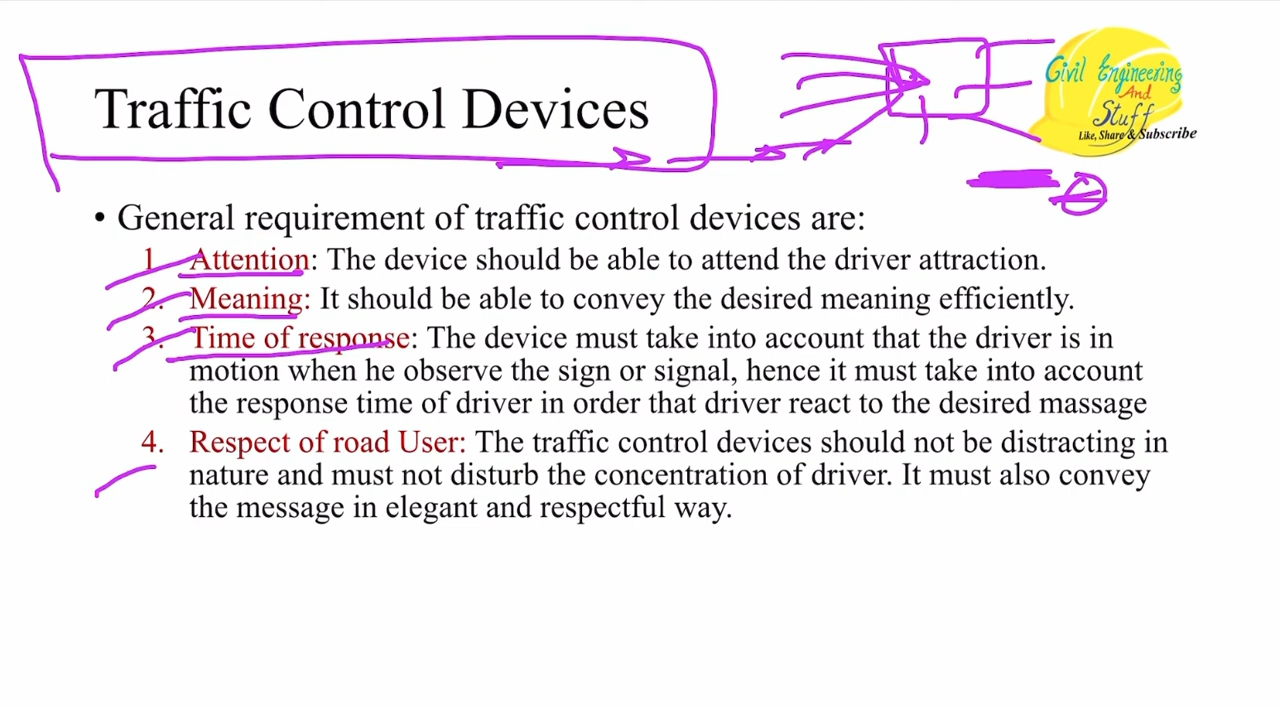 Traffic Control Devices
Civil Engineering
And
Stuff
Like, Share & Subscribe
• General requirement of traffic control devices are:
1. Attention: The device should be able to attend the driver attraction.
2. Meaning: It should be able to convey the desired meaning efficiently.
3. Time of response: The device must take into account that the driver is in
motion when he observe the sign or signal, hence it must take into account
the response time of driver in order that driver react to the desired massage
4. Respect of road User: The traffic control devices should not be distracting in
nature and must not disturb the concentration of driver. It must also convey
the message in elegant and respectful way.